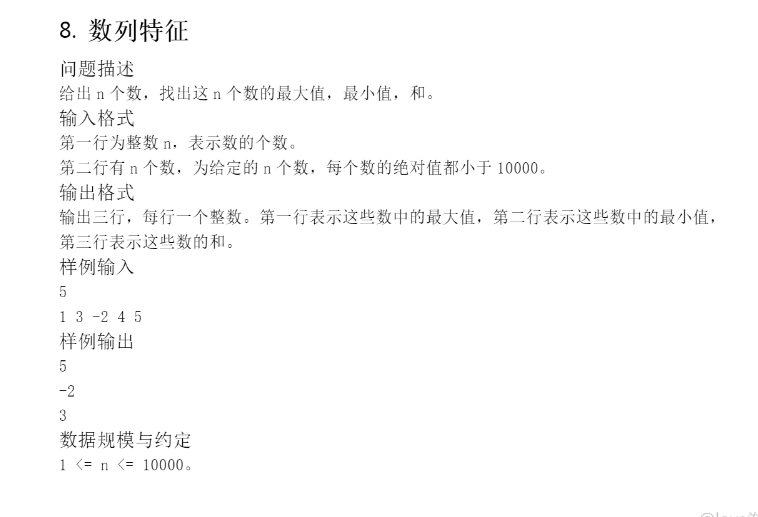 8. 数列特征
问题描述
给出 n 个数，找出这 n 个数的最大值，最小值，和。
输入格式
第一行为整数 n，表示数的个数。
第二行有 n 个数，为给定的 n 个数，每个数的绝对值都小于 10000。
输出格式
输出三行，每行一个整数。第一行表示这些数中的最大值，第二行表示这些数中的最小值，
第三行表示这些数的和。
样例输入
5
1 3 -2 4 5
样例输出
5
-2
3
数据规模与约定
1 <= n <= 10000。